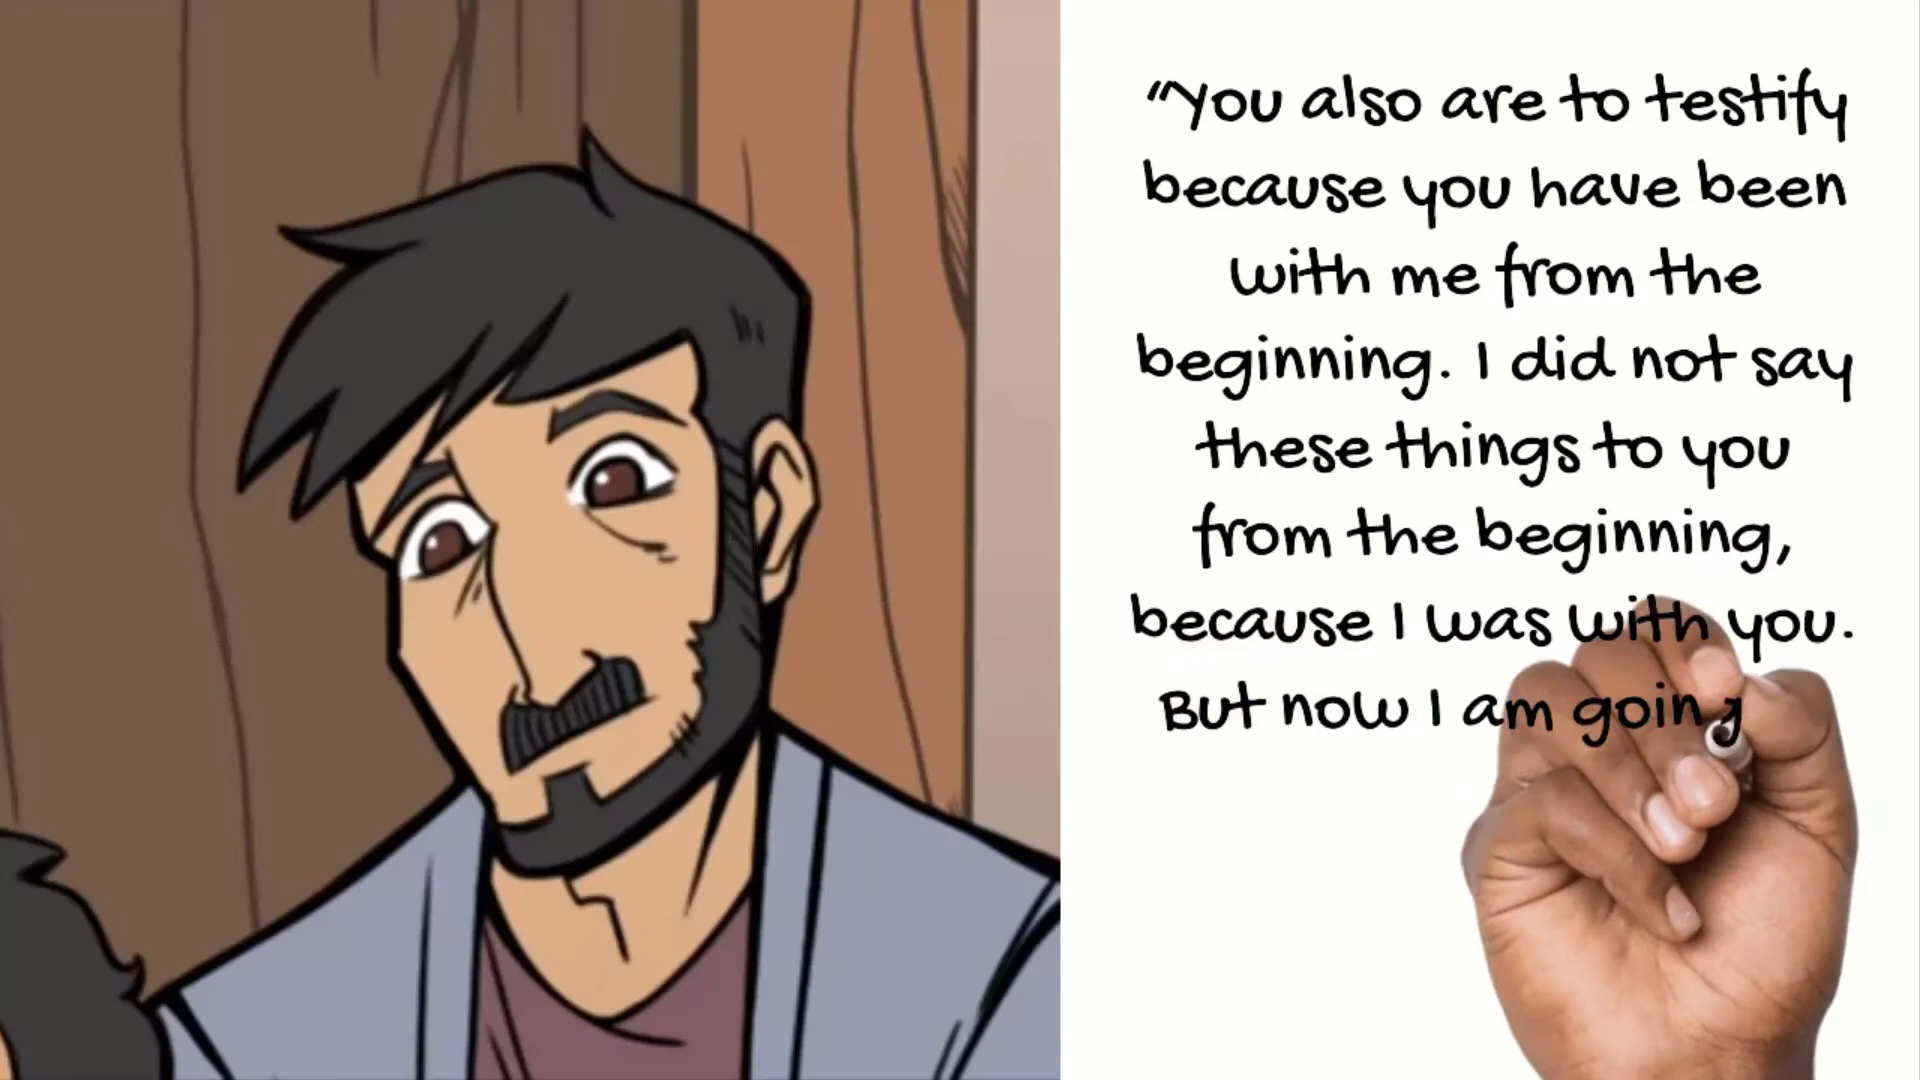 "You also are to testify
because you have been
with me from the
beginning. I did not say
these things to you
from the beginning,
because I was with you.
But now I am going